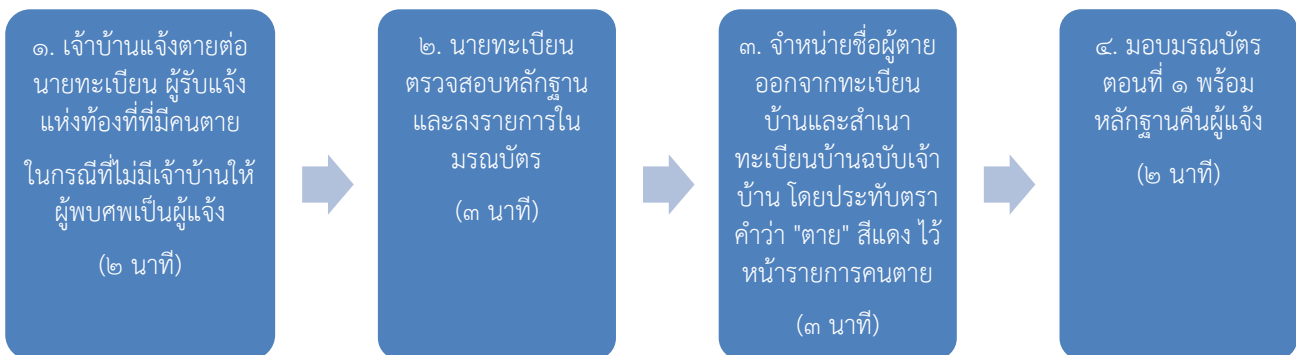 ๑. เจ้าบ้านแจ้งตายต่อ
นายทะเบียน ผู้รับแจ้ง
แห่งท้องที่ที่มีคนตาย
ในกรณีที่ไม่มีเจ้าบ้านให้
ผู้พบศพเป็นผู้แจ้ง
(๒ นาที)
๒. นายทะเบียน
ตรวจสอบหลักฐาน
และลงรายการใน
มรณบัตร
(๓ นาที)
๓. จำหน่ายชื่อผู้ตาย
ออกจากทะเบียน
บ้านและสำเนา
ทะเบียนบ้านฉบับเจ้า
บ้าน โดยประทับตรา
คำว่า "ตาย" สีแดง ไว้
หน้ารายการคนตาย
(๓ นาที)
๔. มอบมรณบัตร
ตอนที่ ๑ พร้อม
หลักฐานคืนผู้แจ้ง
(๒ นาที)